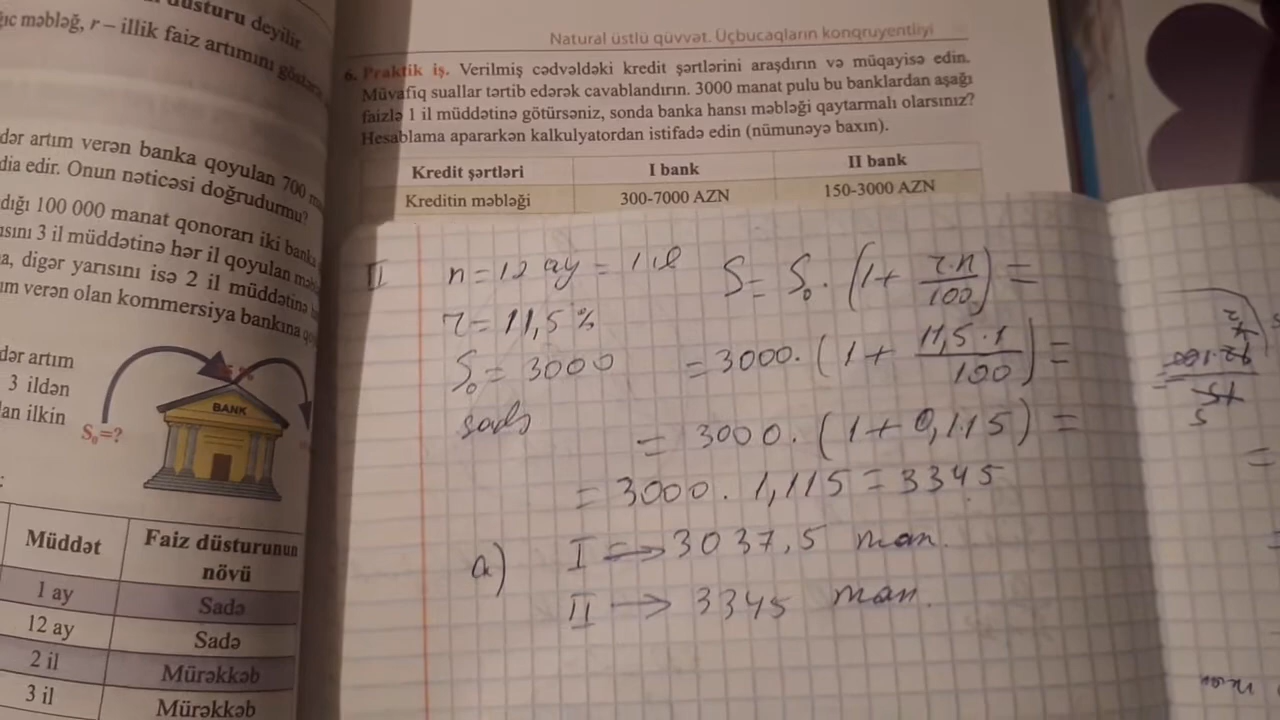 düsturu deyilir.
məbləğ, r – illik faiz artımını
dər artım verən banka qoyulan 700
dia edir. Onun nəticəsi doğrudurmu?
dığı 100 000 manat qonorarı iki banka
sını 3 il müddətinə hər il qoyulan
a, digər yarısını isə 2 il müddətinə
ım verən olan kommersiya bankına
dər artım
3 ildən
lan ilkin
BANK
S₀=?
Müddət Faiz düsturunun
növü
1 ay Sadə
12 ay Sadə
2 il Mürəkkəb
3 il Mürəkkəb
Natural üstlü qüvvət. Üçbucaqların konqruyentliyi
6. Praktik iş. Verilmiş cədvəldəki kredit şərtlərini araşdırın və müqayisə edin.
Müvafiq suallar tərtib edərək cavablandırın. 3000 manat pulu bu banklardan aşağı
faizlə 1 il müddətinə götürsəniz, sonda banka hansı məbləği qaytarmalı olarsınız?
Hesablama apararkən kalkulyatordan istifadə edin (nümunəyə baxın).
Kredit şərtləri I bank II bank
Kreditin məbləği 300-7000 AZN 150-3000 AZN
II n = 12 ay = 1 il S = S₀ · (1 + r·n/100) =
r = 11,5 %
S₀ = 3000 = 3000 · (1 + 11,5·1/100) =
sadə = 3000 · (1 + 0,115) =
= 3000 · 1,115 = 3345
a) I => 3037,5 man.
II → 3345 man.